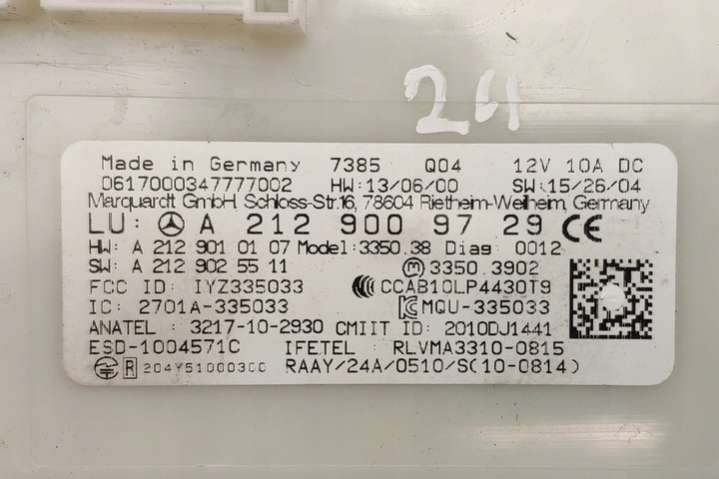 24
Made in Germany 7385 Q04 12V 10A DC
0617000347777002 HW:13/06/00 SW:15/26/04
Marquardt GmbH, Schloss-Str.16, 78604 Rietheim-Weilheim, Germany
LU: A 212 900 97 29 CE
HW: A 212 901 01 07 Model:3350.38 Diag 0012
SW: A 212 902 55 11 M 3350.3902
FCC ID: IYZ335033 CCAB10LP4430T9
IC: 2701A-335033 MQU-335033
ANATEL : 3217-10-2930 CMIIT ID: 2010DJ1441
ESD-1004571C IFETEL: RLVMA3310-0815
R 204Y510003CC RAAY/24A/0510/S(10-0814)